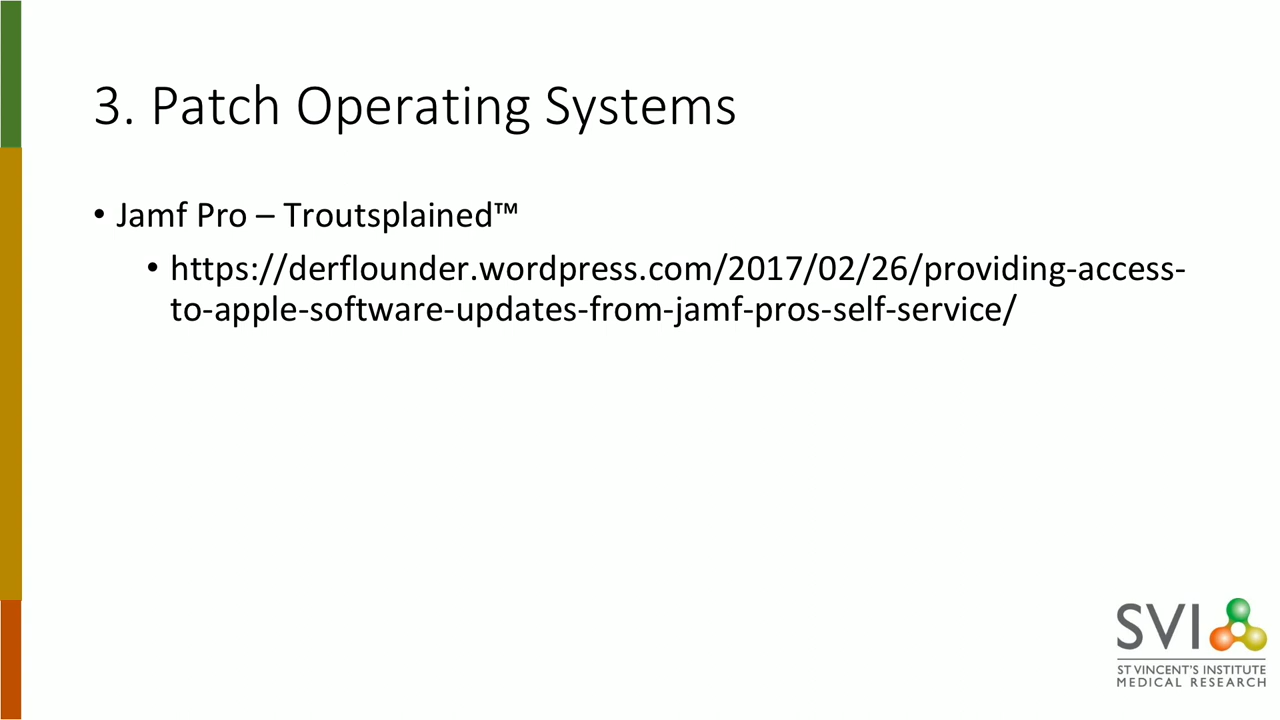 3. Patch Operating Systems
• Jamf Pro – Troutsplained™
• https://derflounder.wordpress.com/2017/02/26/providing-access-
to-apple-software-updates-from-jamf-pros-self-service/
SVI
ST VINCENT'S INSTITUTE
MEDICAL RESEARCH